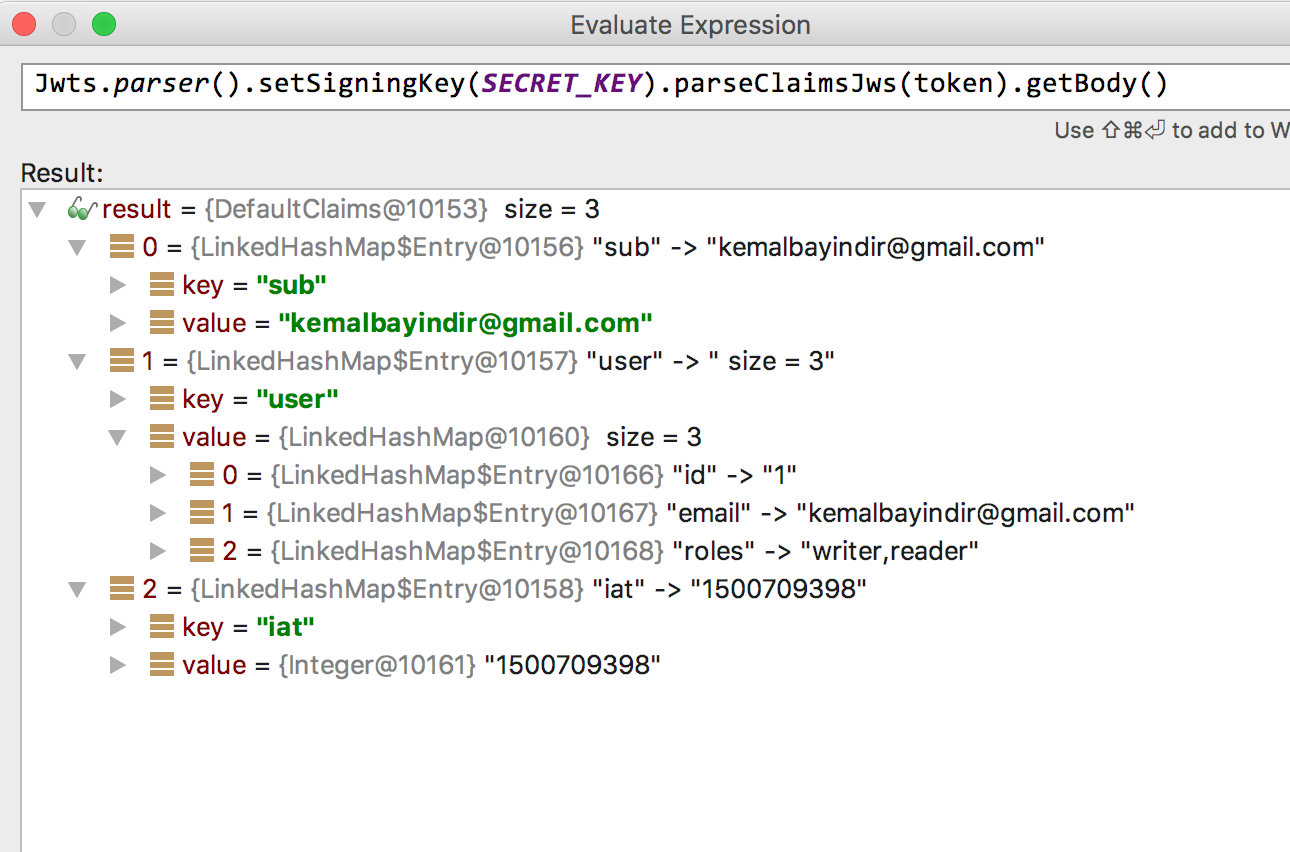 Evaluate Expression
Jwts.parser().setSigningKey(SECRET_KEY).parseClaimsJws(token).getBody()
Use ⇧⌘⏎ to add to W
Result:
result = {DefaultClaims@10153} size = 3
0 = {LinkedHashMap$Entry@10156} "sub" -> "kemalbayindir@gmail.com"
key = "sub"
value = "kemalbayindir@gmail.com"
1 = {LinkedHashMap$Entry@10157} "user" -> " size = 3"
key = "user"
value = {LinkedHashMap@10160} size = 3
0 = {LinkedHashMap$Entry@10166} "id" -> "1"
1 = {LinkedHashMap$Entry@10167} "email" -> "kemalbayindir@gmail.com"
2 = {LinkedHashMap$Entry@10168} "roles" -> "writer,reader"
2 = {LinkedHashMap$Entry@10158} "iat" -> "1500709398"
key = "iat"
value = {Integer@10161} "1500709398"